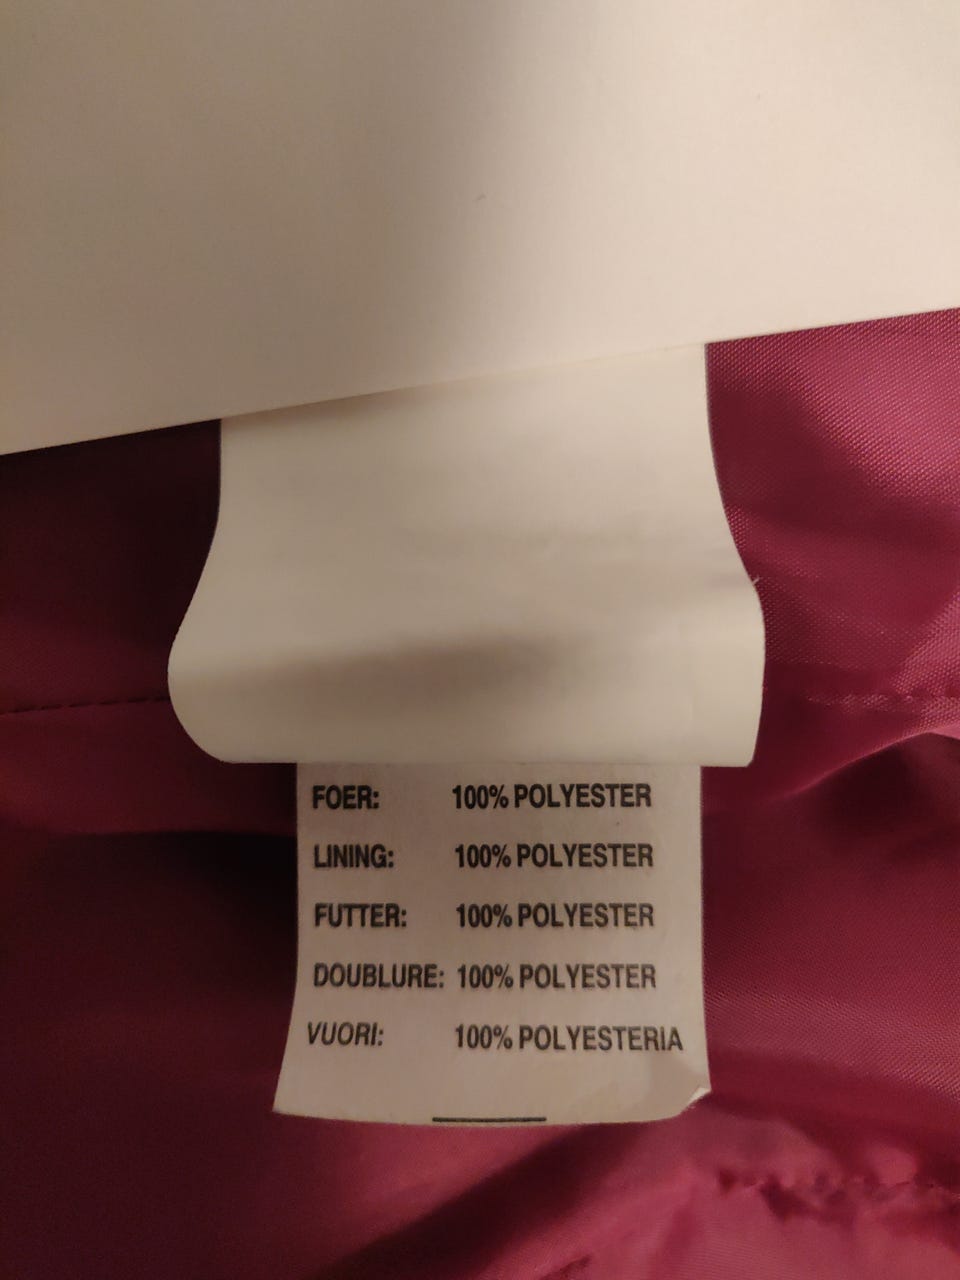 FOER: 100% POLYESTER
LINING: 100% POLYESTER
FUTTER: 100% POLYESTER
DOUBLURE: 100% POLYESTER
VUORI: 100% POLYESTERIA